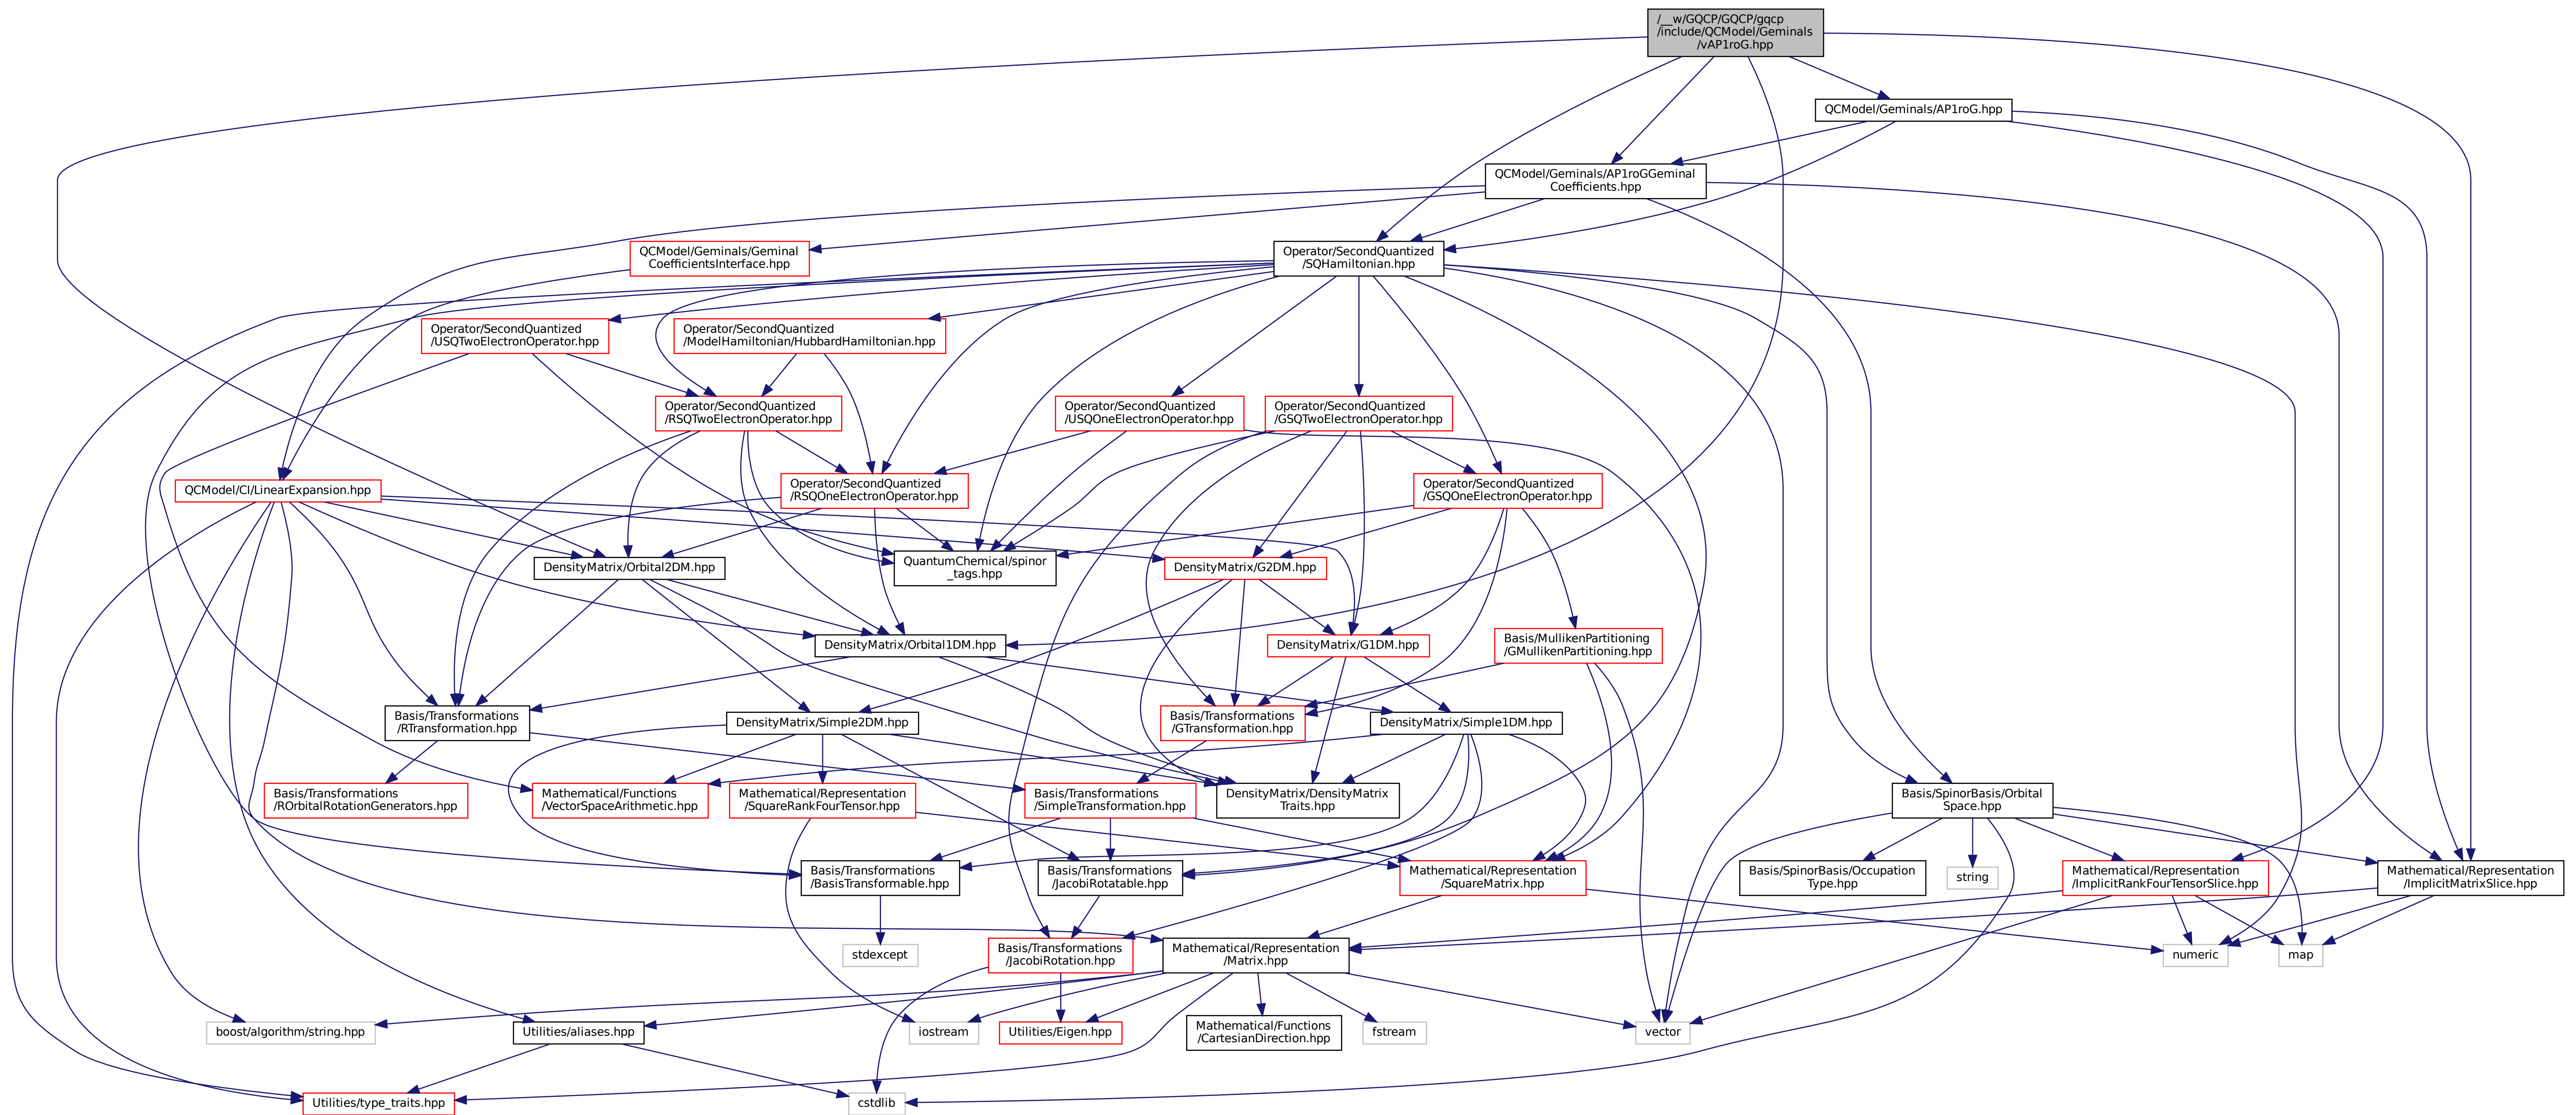 /__w/GQCP/GQCP/gqcp
/include/QCModel/Geminals
/vAP1roG.hpp
QCModel/Geminals/AP1roG.hpp
QCModel/Geminals/AP1roGGeminal
Coefficients.hpp
QCModel/Geminals/Geminal
CoefficientsInterface.hpp
Operator/SecondQuantized
/SQHamiltonian.hpp
Operator/SecondQuantized
/USQTwoElectronOperator.hpp
Operator/SecondQuantized
/ModelHamiltonian/HubbardHamiltonian.hpp
Operator/SecondQuantized
/RSQTwoElectronOperator.hpp
Operator/SecondQuantized
/USQOneElectronOperator.hpp
Operator/SecondQuantized
/GSQTwoElectronOperator.hpp
QCModel/CI/LinearExpansion.hpp
Operator/SecondQuantized
/RSQOneElectronOperator.hpp
Operator/SecondQuantized
/GSQOneElectronOperator.hpp
DensityMatrix/Orbital2DM.hpp
QuantumChemical/spinor
_tags.hpp
DensityMatrix/G2DM.hpp
DensityMatrix/Orbital1DM.hpp
DensityMatrix/G1DM.hpp
Basis/MullikenPartitioning
/GMullikenPartitioning.hpp
Basis/Transformations
/RTransformation.hpp
DensityMatrix/Simple2DM.hpp
Basis/Transformations
/GTransformation.hpp
DensityMatrix/Simple1DM.hpp
Basis/Transformations
/ROrbitalRotationGenerators.hpp
Mathematical/Functions
/VectorSpaceArithmetic.hpp
Mathematical/Representation
/SquareRankFourTensor.hpp
Basis/Transformations
/SimpleTransformation.hpp
DensityMatrix/DensityMatrix
Traits.hpp
Basis/SpinorBasis/Orbital
Space.hpp
Basis/Transformations
/BasisTransformable.hpp
Basis/Transformations
/JacobiRotatable.hpp
Mathematical/Representation
/SquareMatrix.hpp
Basis/SpinorBasis/Occupation
Type.hpp
string
Mathematical/Representation
/ImplicitRankFourTensorSlice.hpp
Mathematical/Representation
/ImplicitMatrixSlice.hpp
stdexcept
Basis/Transformations
/JacobiRotation.hpp
Mathematical/Representation
/Matrix.hpp
numeric
map
boost/algorithm/string.hpp
Utilities/aliases.hpp
iostream
Utilities/Eigen.hpp
Mathematical/Functions
/CartesianDirection.hpp
fstream
vector
Utilities/type_traits.hpp
cstdlib